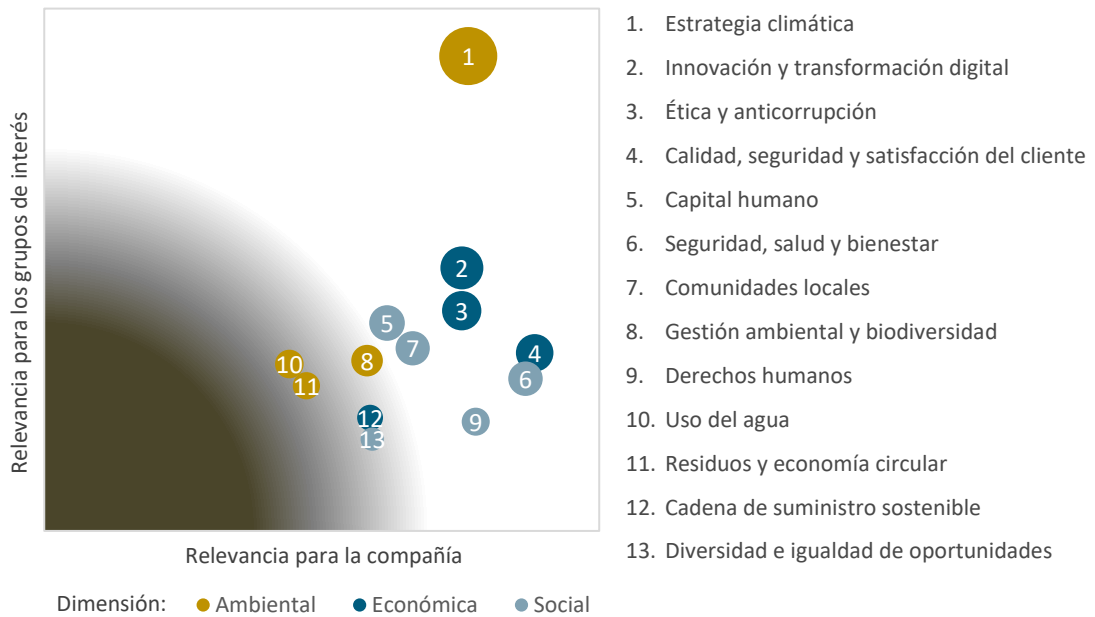 Relevancia para los grupos de interés
1
2
3
4
5
6
7
8
9
10
11
12
13
Relevancia para la compañía
Dimensión: Ambiental Económica Social
1. Estrategia climática
2. Innovación y transformación digital
3. Ética y anticorrupción
4. Calidad, seguridad y satisfacción del cliente
5. Capital humano
6. Seguridad, salud y bienestar
7. Comunidades locales
8. Gestión ambiental y biodiversidad
9. Derechos humanos
10. Uso del agua
11. Residuos y economía circular
12. Cadena de suministro sostenible
13. Diversidad e igualdad de oportunidades